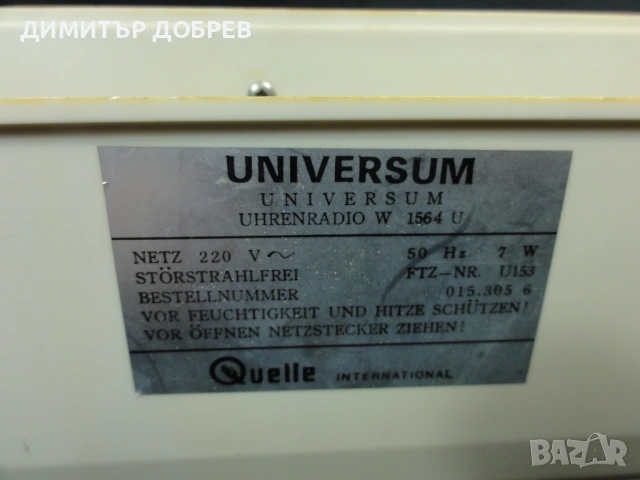 ДИМИТЪР ДОБРЕВ
UNIVERSUM
UNIVERSUM
UHRENRADIO W 1564 U
NETZ 220 V~ 50 Hz 7 W
STÖRSTRAHLFREI FTZ-NR. U153
BESTELLNUMMER 015.305 6
VOR FEUCHTIGKEIT UND HITZE SCHÜTZEN!
VOR ÖFFNEN NETZSTECKER ZIEHEN!
Quelle INTERNATIONAL
BAZAR